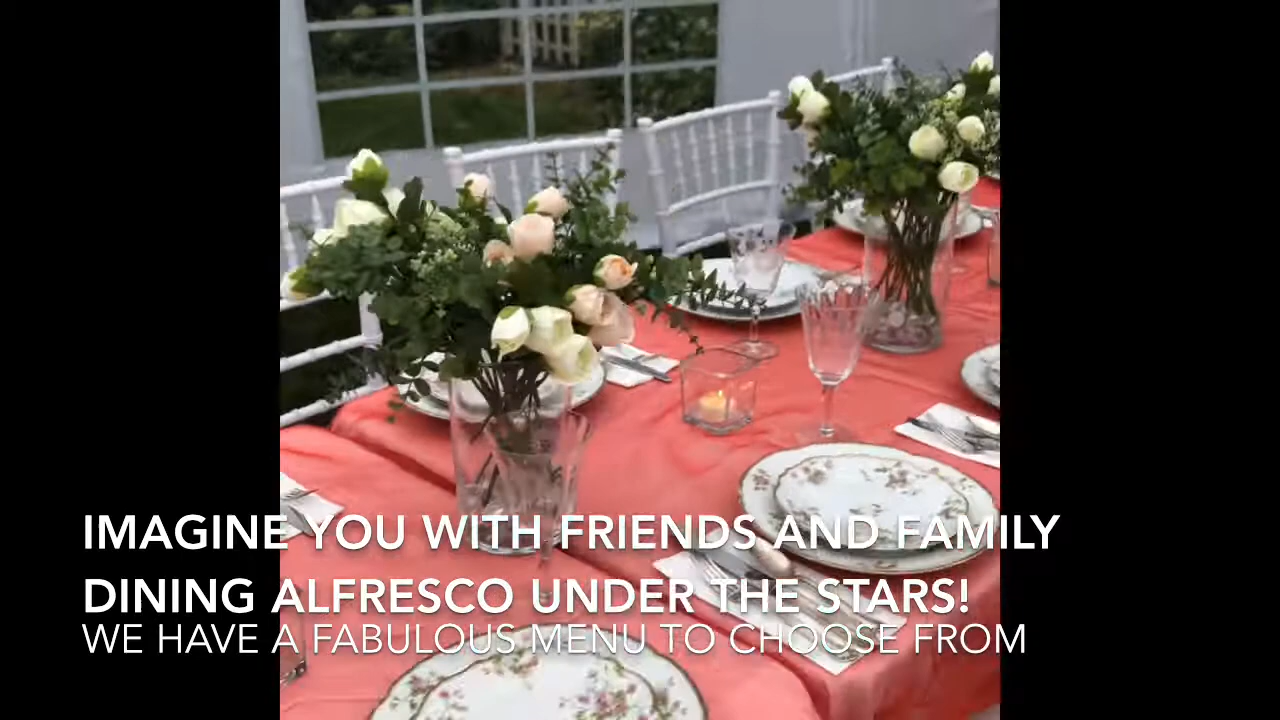 IMAGINE YOU WITH FRIENDS AND FAMILY
DINING ALFRESCO UNDER THE STARS!
WE HAVE A FABULOUS MENU TO CHOOSE FROM